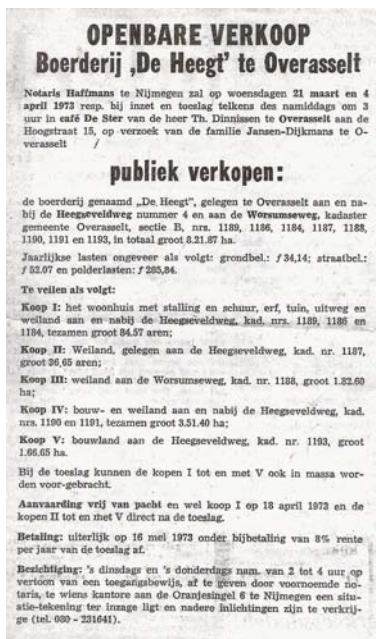 OPENBARE VERKOOP
Boerderij ‚De Heegt’ te Overasselt
Notaris Haffmans te Nijmegen zal op woensdagen 21 maart en 4
april 1973 resp. bij inzet en toeslag telkens des namiddags om 3
uur in café De Ster van de heer Th. Dinnissen te Overasselt aan de
Hoogstraat 15, op verzoek van de familie Jansen-Dijkmans te O-
verasselt /
publiek verkopen:
de boerderij genaamd „De Heegt”, gelegen te Overasselt aan en na-
bij de Heegseveldweg nummer 4 en aan de Worsumseweg, kadaster
gemeente Overasselt, sectie B, nrs. 1189, 1186, 1184, 1187, 1188,
1190, 1191 en 1193, in totaal groot 8.21.87 ha.
Jaarlijkse lasten ongeveer als volgt: grondbel.: ƒ 34,14; straatbel.:
ƒ 52.07 en polderlasten: ƒ 285,84.
Te veilen als volgt:
Koop I: het woonhuis met stalling en schuur, erf, tuin, uitweg en
weiland aan en nabij de Heegseveldweg, kad. nrs. 1189, 1186 en
1184, tezamen groot 84.57 aren;
Koop II: Weiland, gelegen aan de Heegseveldweg, kad. nr. 1187,
groot 36,65 aren;
Koop III: weiland aan de Worsumseweg, kad. nr. 1188, groot 1.82.60
ha;
Koop IV: bouw- en weiland aan en nabij de Heegseveldweg, kad.
nrs. 1190 en 1191, tezamen groot 3.51.40 ha;
Koop V: bouwland aan de Heegseveldweg, kad. nr. 1193, groot
1.66.65 ha.
Bij de toeslag kunnen de kopen I tot en met V ook in massa wor-
den voor-gebracht.
Aanvaarding vrij van pacht en wel koop I op 18 april 1973 en de
kopen II tot en met V direct na de toeslag.
Betaling: uiterlijk op 16 mei 1973 onder bijbetaling van 8% rente
per jaar van de toeslag af.
Bezichtiging: 's dinsdags en 's donderdags nam. van 2 tot 4 uur op
vertoon van een toegangsbewijs, af te geven door voornoemde no-
taris, te wiens kantore aan de Oranjesingel 6 te Nijmegen een situ-
atie-tekening ter inzage ligt en nadere inlichtingen zijn te verkrij-
ge (tel. 080 - 231641).